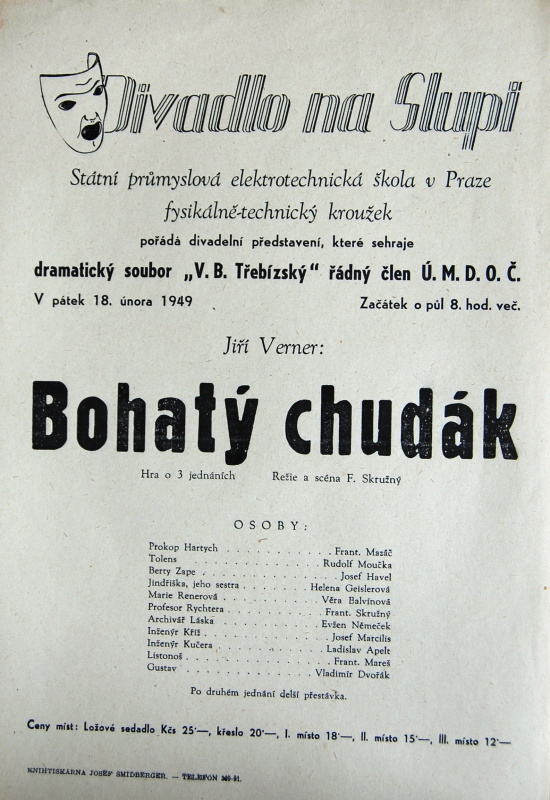 Divadlo na Slupi
Státní průmyslová elektrotechnická škola v Praze
fysikálně-technický kroužek
pořádá divadelní představení, které sehraje
dramatický soubor „V. B. Třebízský" řádný člen Ú. M. D. O. Č.
V pátek 18. února 1949 Začátek o půl 8. hod. več.
Jiří Verner:
Bohatý chudák
Hra o 3 jednáních Režie a scéna F. Skružný
OSOBY:
Prokop Hartych . . . . . . . . . . . Frant. Mazáč
Tolens . . . . . . . . . . . Rudolf Moučka
Berry Zape . . . . . . . . . . . Josef Havel
Jindřiška, jeho sestra . . . . . . . Helena Geislerová
Marie Renerová . . . . . . . . . Věra Balvínová
Profesor Rychtera . . . . . . . . . Frant. Skružný
Archivář Láska . . . . . . . . . Evžen Němeček
Inženýr Kříž . . . . . . . . . . . Josef Marcilis
Inženýr Kučera . . . . . . . . . Ladislav Apelt
Listonoš . . . . . . . . . . . Frant. Mareš
Gustav . . . . . . . . . . . Vladimír Dvořák
Po druhém jednání delší přestávka.
Ceny míst: Ložové sedadlo Kčs 25·—, křeslo 20·—, I. místo 18·—, II. místo 15·—, III. místo 12·—
KNIHTISKÁRNA JOSEF ŠMIDBERGER. — TELEFON